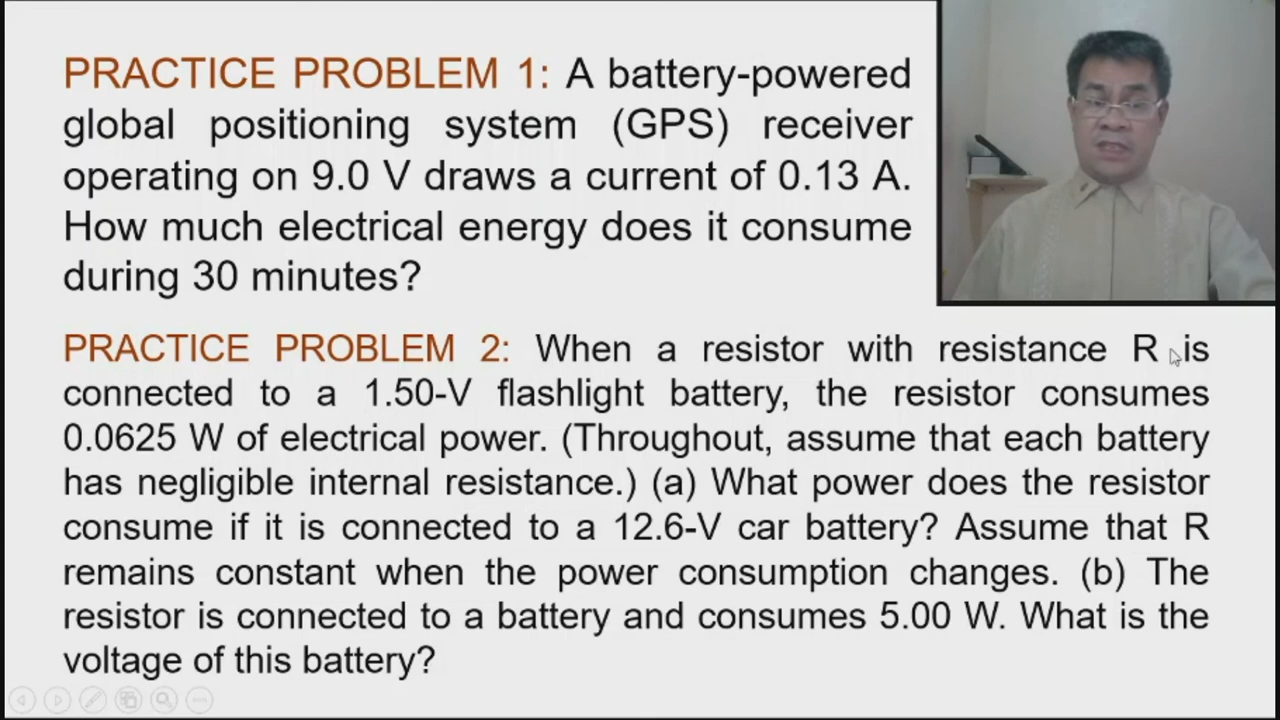 PRACTICE PROBLEM 1: A battery-powered
global positioning system (GPS) receiver
operating on 9.0 V draws a current of 0.13 A.
How much electrical energy does it consume
during 30 minutes?
PRACTICE PROBLEM 2: When a resistor with resistance R is
connected to a 1.50-V flashlight battery, the resistor consumes
0.0625 W of electrical power. (Throughout, assume that each battery
has negligible internal resistance.) (a) What power does the resistor
consume if it is connected to a 12.6-V car battery? Assume that R
remains constant when the power consumption changes. (b) The
resistor is connected to a battery and consumes 5.00 W. What is the
voltage of this battery?